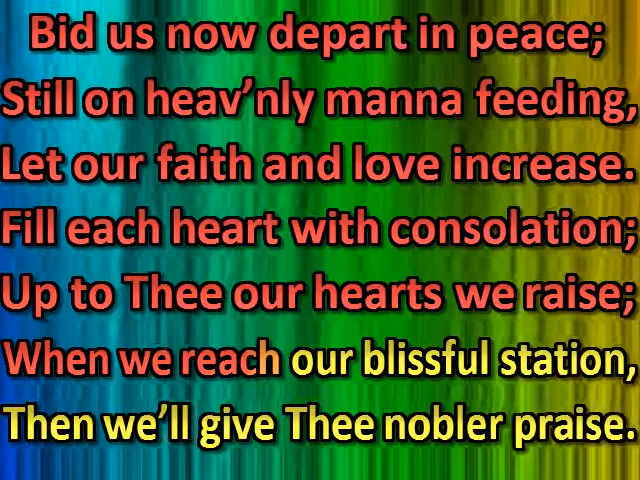 Bid us now depart in peace;
Still on heav’nly manna feeding,
Let our faith and love increase.
Fill each heart with consolation;
Up to Thee our hearts we raise;
When we reach our blissful station,
Then we’ll give Thee nobler praise.